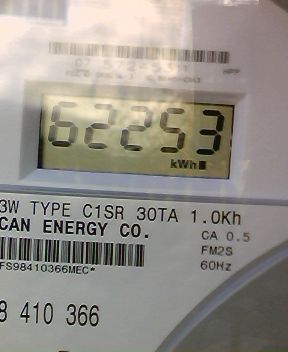 62253
kWh
3W TYPE C1SR 30TA 1.0Kh
CAN ENERGY CO.
CA 0.5
FM2S
60Hz
FS98410366MEC*
8 410 366